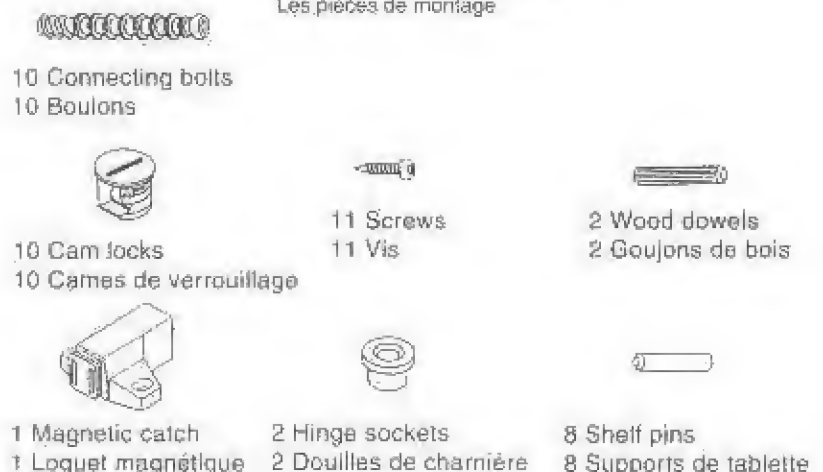 Les pièces de montage
10 Connecting bolts
10 Boulons
10 Cam locks
10 Cames de verrouillage
11 Screws
11 Vis
2 Wood dowels
2 Goujons de bois
1 Magnetic catch
1 Loquet magnétique
2 Hinge sockets
2 Douilles de charnière
8 Shelf pins
8 Supports de tablette